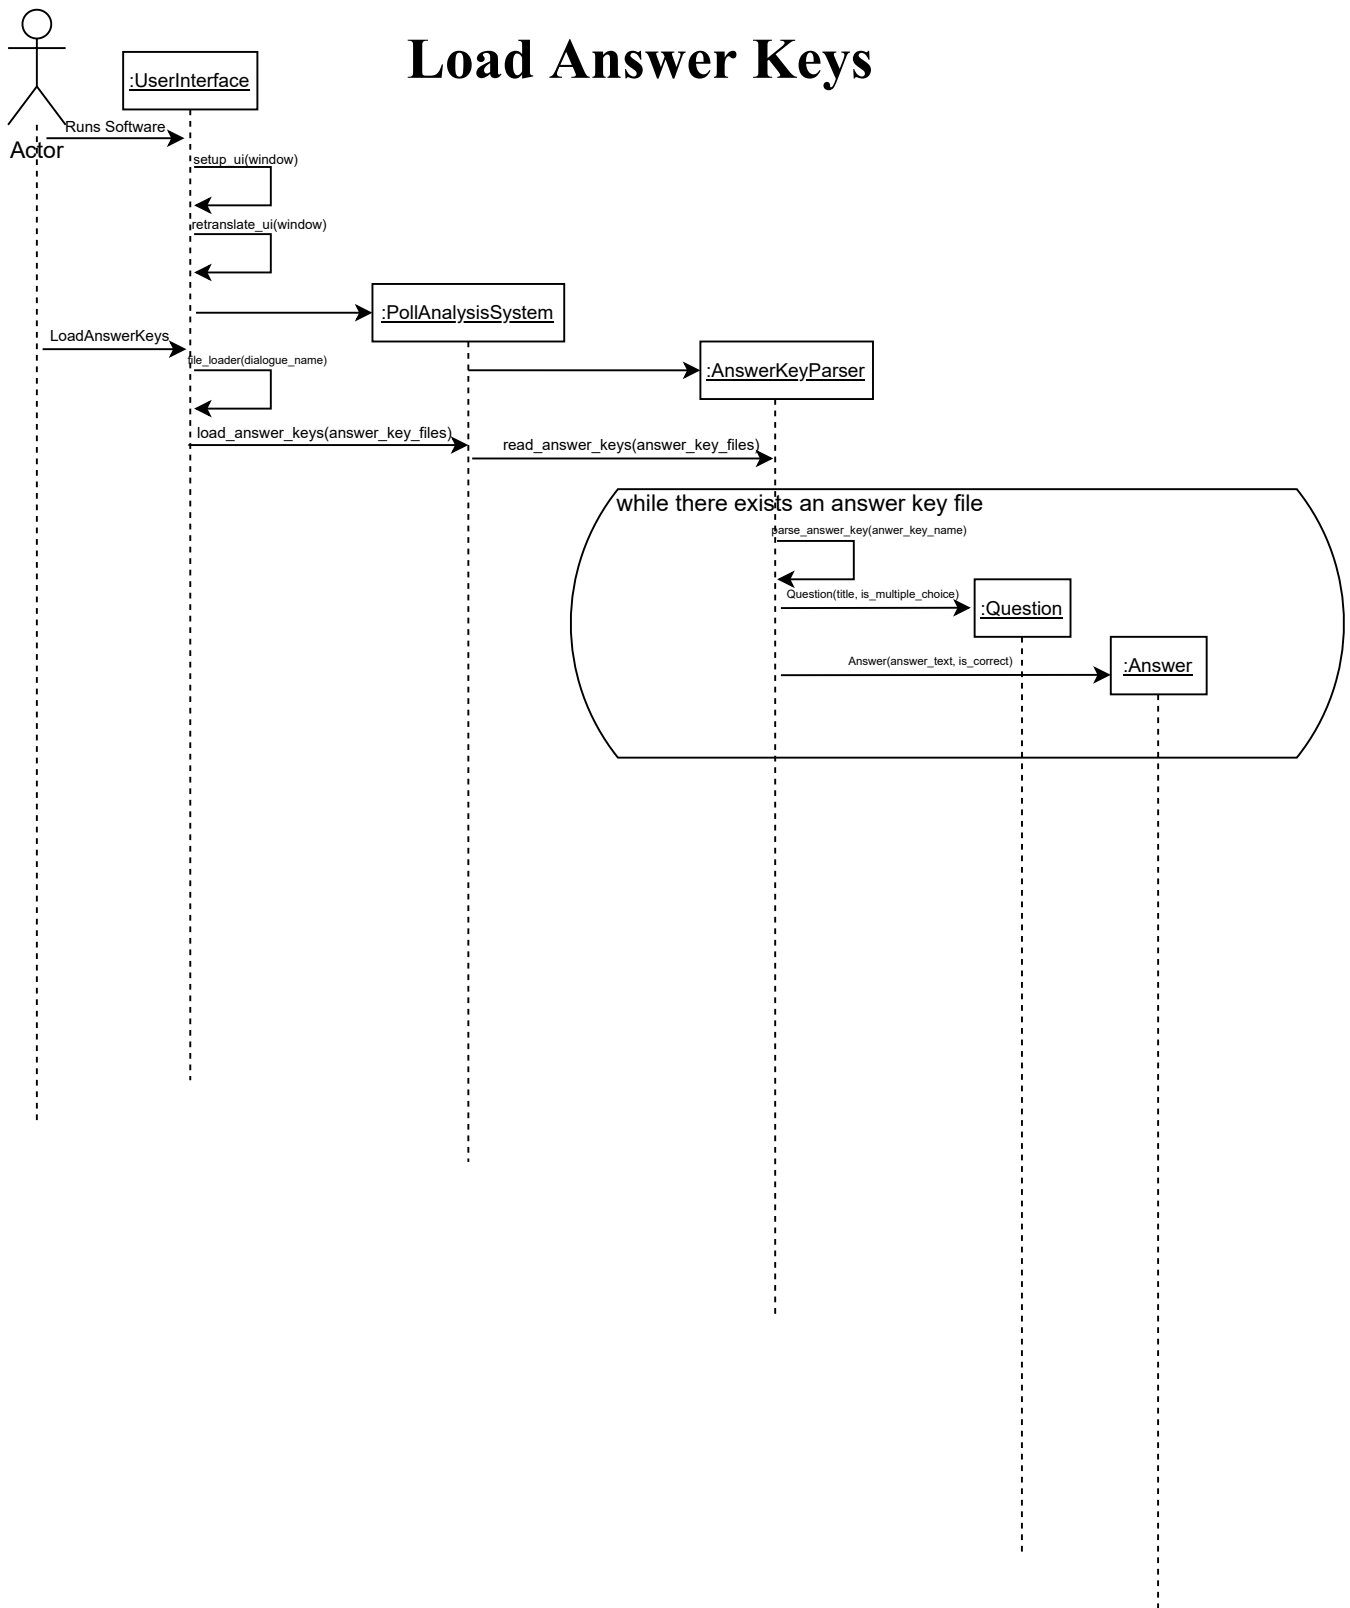 Load Answer Keys
:UserInterface
Runs Software
Actor
setup_ui(window)
retranslate_ui(window)
:PollAnalysisSystem
LoadAnswerKeys
file_loader(dialogue_name)
:AnswerKeyParser
load_answer_keys(answer_key_files)
read_answer_keys(answer_key_files)
while there exists an answer key file
parse_answer_key(anwer_key_name)
Question(title, is_multiple_choice)
:Question
Answer(answer_text, is_correct)
:Answer